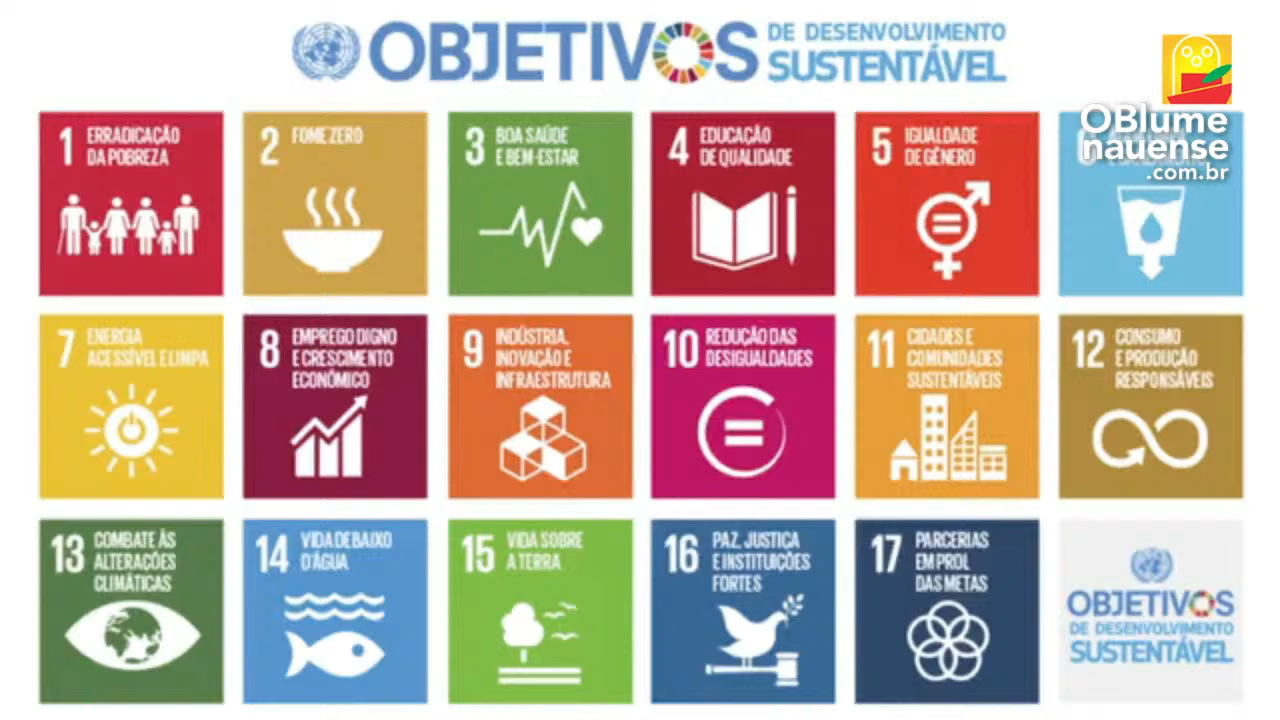 OBJETIVOS
DE DESENVOLVIMENTO
SUSTENTÁVEL
OBlume
nauense
.com.br
1 ERRADICAÇÃO
DA POBREZA
2 FOME ZERO
3 BOA SAÚDE
E BEM-ESTAR
4 EDUCAÇÃO
DE QUALIDADE
5 IGUALDADE
DE GÊNERO
6
7 ENERGIA
ACESSÍVEL E LIMPA
8 EMPREGO DIGNO
E CRESCIMENTO
ECONÔMICO
9 INDÚSTRIA,
INOVAÇÃO E
INFRAESTRUTURA
10 REDUÇÃO DAS
DESIGUALDADES
11 CIDADES E
COMUNIDADES
SUSTENTÁVEIS
12 CONSUMO
E PRODUÇÃO
RESPONSÁVEIS
13 COMBATE ÀS
ALTERAÇÕES
CLIMÁTICAS
14 VIDA DEBAIXO
D'ÁGUA
15 VIDA SOBRE
A TERRA
16 PAZ, JUSTIÇA
E INSTITUIÇÕES
FORTES
17 PARCERIAS
EM PROL
DAS METAS
OBJETIVOS
DE DESENVOLVIMENTO
SUSTENTÁVEL